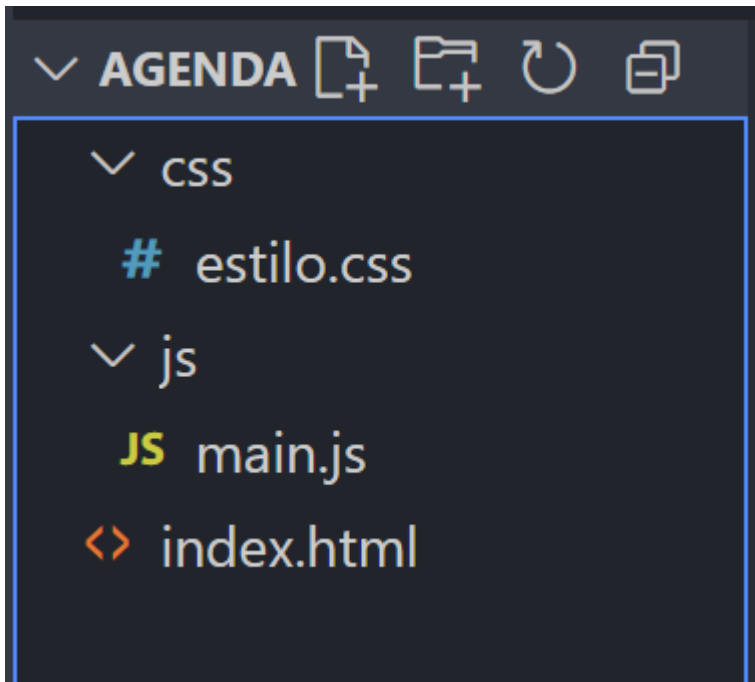 AGENDA
css
# estilo.css
js
JS main.js
<> index.html